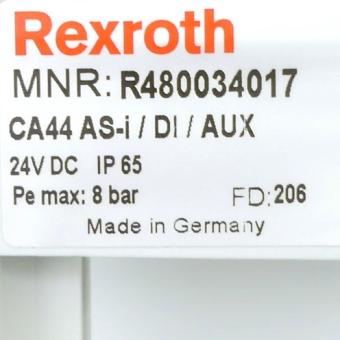 Rexroth
MNR: R480034017
CA44 AS-i / DI / AUX
24V DC IP 65
Pe max: 8 bar FD: 206
Made in Germany